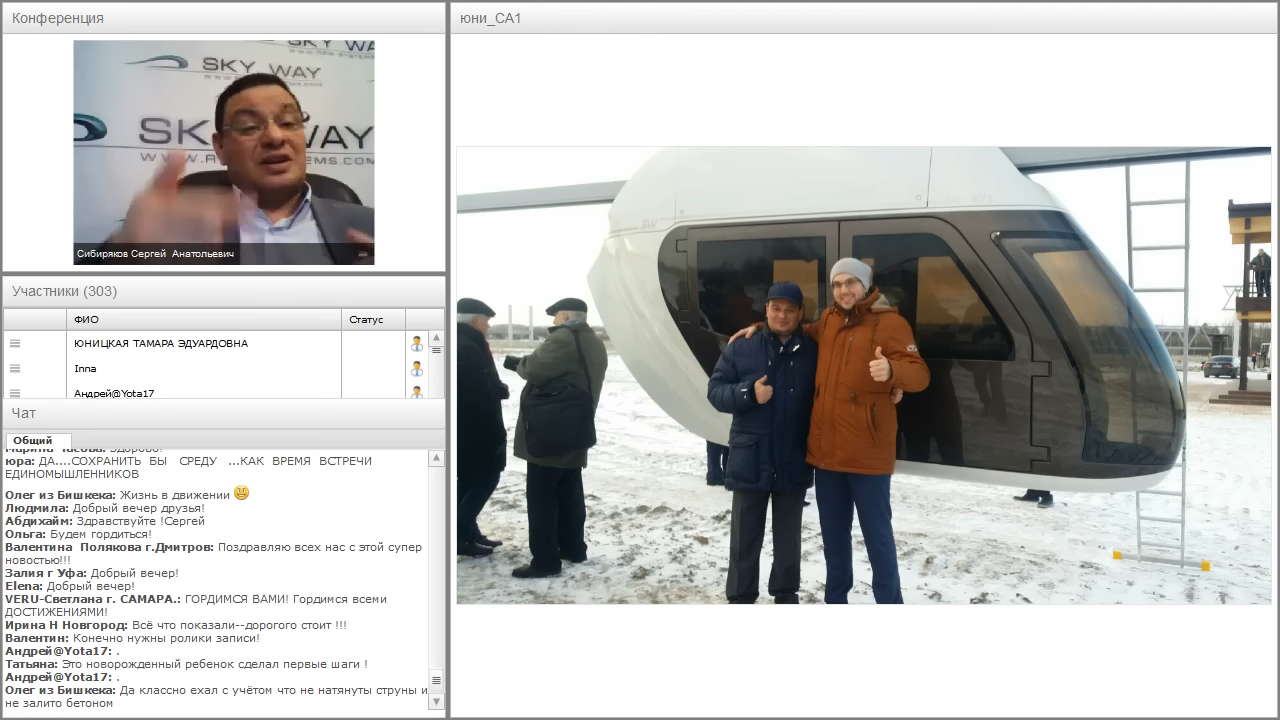 Конференция
SKY WAY
SKY WAY
SKY WAY
Сибиряков Сергей Анатольевич
Участники (303)
ФИО Статус
ЮНИЦКАЯ ТАМАРА ЭДУАРДОВНА
Inna
Андрей@Yota17
Чат
Общий
юра: ДА....СОХРАНИТЬ БЫ СРЕДУ ...КАК ВРЕМЯ ВСТРЕЧИ
ЕДИНОМЫШЛЕННИКОВ
Олег из Бишкека: Жизнь в движении
Людмила: Добрый вечер друзья!
Абдихайм: Здравствуйте !Сергей
Ольга: Будем гордиться!
Валентина Полякова г.Дмитров: Поздравляю всех нас с этой супер
новостью!!!
Залия г Уфа: Добрый вечер!
Elena: Добрый вечер!
VERU-Светлана г. САМАРА.: ГОРДИМСЯ ВАМИ! Гордимся всеми
ДОСТИЖЕНИЯМИ!
Ирина Н Новгород: Всё что показали--дорогого стоит !!!
Валентин: Конечно нужны ролики записи!
Андрей@Yota17: .
Татьяна: Это новорожденный ребенок сделал первые шаги !
Андрей@Yota17: .
Олег из Бишкека: Да классно ехал с учётом что не натянуты струны и
не залито бетоном
юни_СА1